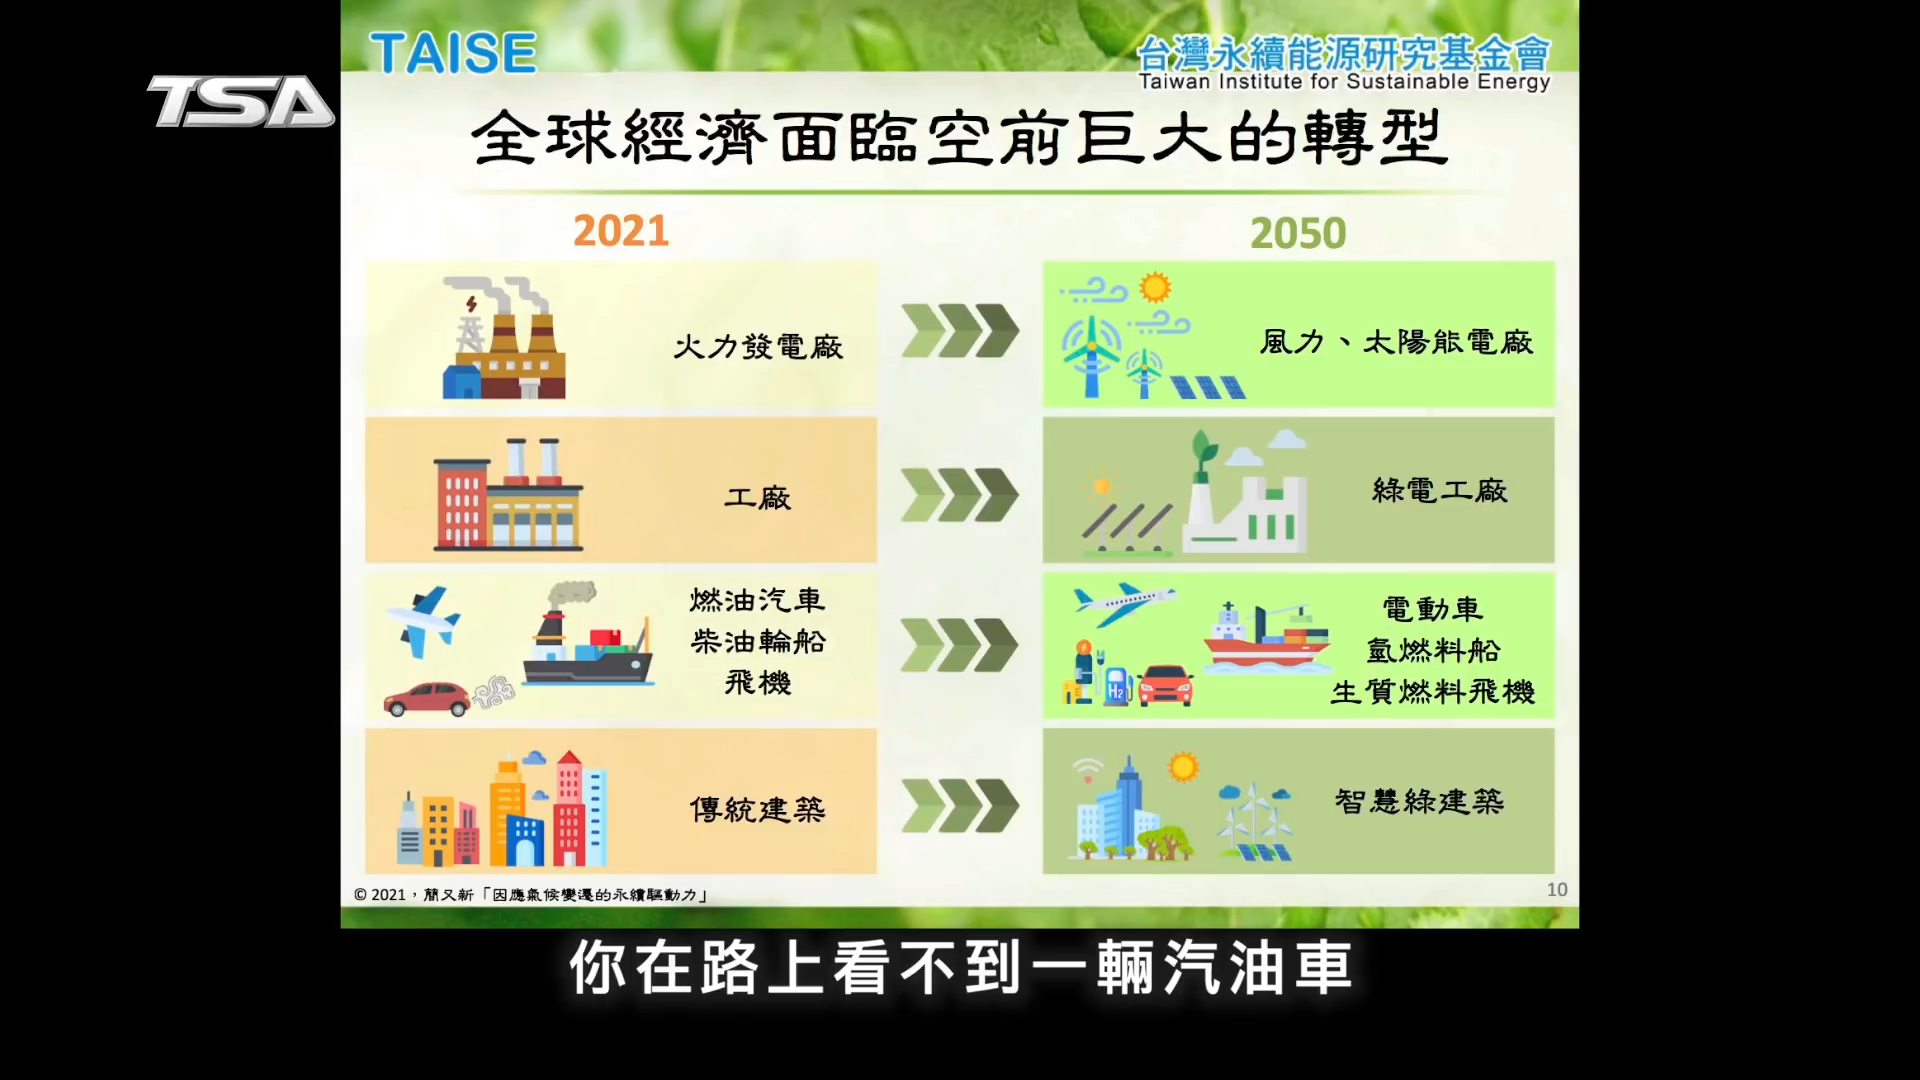 TAISE
台灣永續能源研究基金會
Taiwan Institute for Sustainable Energy
TSA
全球經濟面臨空前巨大的轉型
2021
2050
火力發電廠
風力、太陽能電廠
工廠
綠電工廠
燃油汽車
柴油輪船
飛機
電動車
氫燃料船
生質燃料飛機
H₂
傳統建築
智慧綠建築
© 2021，簡又新「因應氣候變遷的永續驅動力」
10
你在路上看不到一輛汽油車